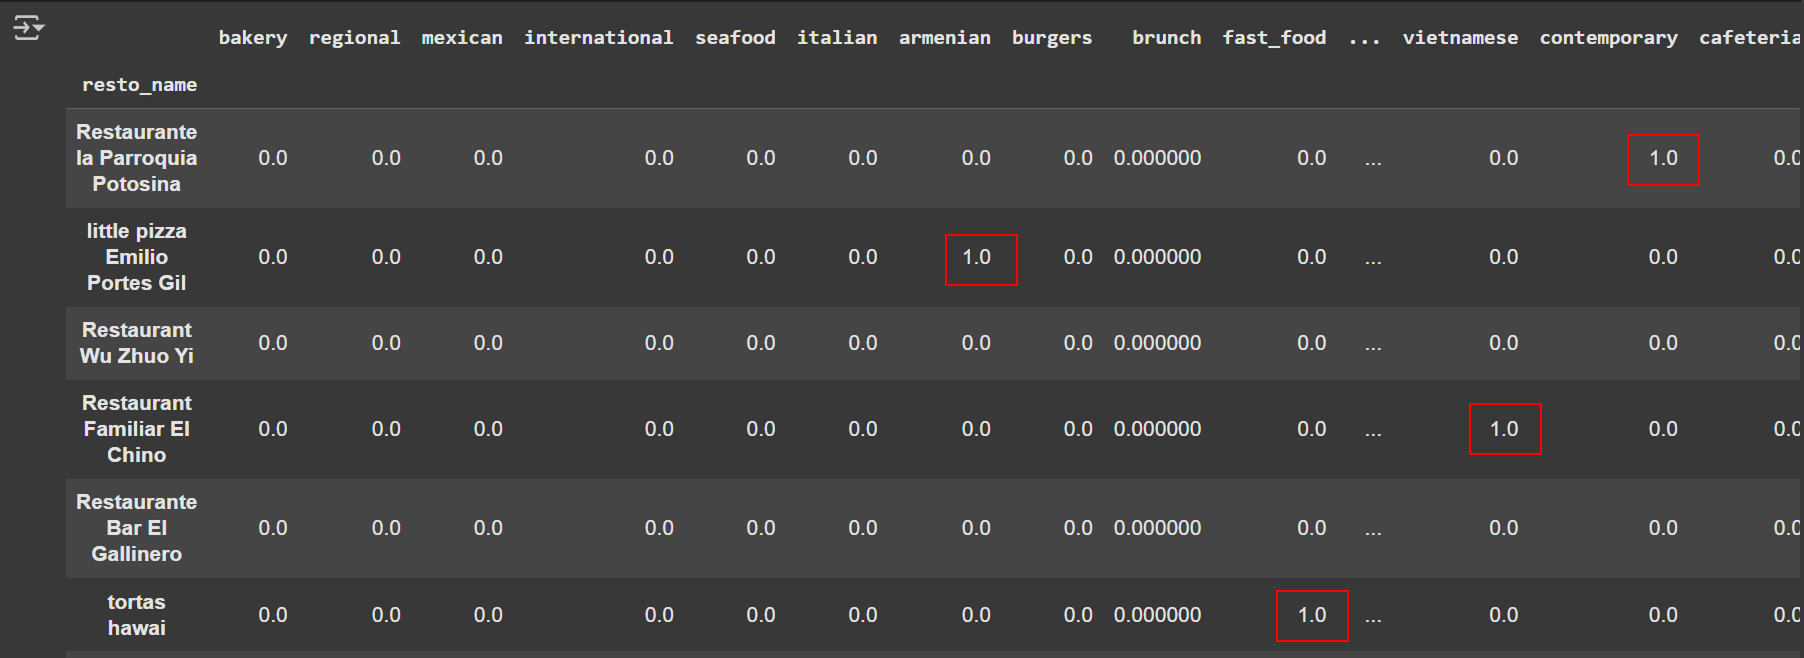 bakery regional mexican international seafood italian armenian burgers brunch fast_food ... vietnamese contemporary cafeteria
resto_name
Restaurante
la Parroquia 0.0 0.0 0.0 0.0 0.0 0.0 0.0 0.0 0.000000 0.0 ... 0.0 1.0 0.0
Potosina
little pizza
Emilio 0.0 0.0 0.0 0.0 0.0 0.0 1.0 0.0 0.000000 0.0 ... 0.0 0.0 0.0
Portes Gil
Restaurant
Wu Zhuo Yi 0.0 0.0 0.0 0.0 0.0 0.0 0.0 0.0 0.000000 0.0 ... 0.0 0.0 0.0
Restaurant
Familiar El 0.0 0.0 0.0 0.0 0.0 0.0 0.0 0.0 0.000000 0.0 ... 1.0 0.0 0.0
Chino
Restaurante
Bar El 0.0 0.0 0.0 0.0 0.0 0.0 0.0 0.0 0.000000 0.0 ... 0.0 0.0 0.0
Gallinero
tortas
hawai 0.0 0.0 0.0 0.0 0.0 0.0 0.0 0.0 0.000000 1.0 ... 0.0 0.0 0.0